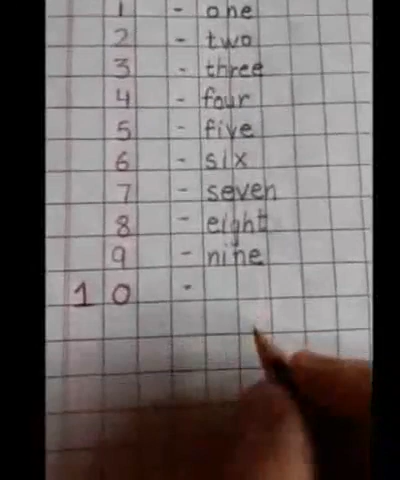 1 - one
2 - two
3 - three
4 - four
5 - five
6 - six
7 - seven
8 - eight
9 - nine
10 -